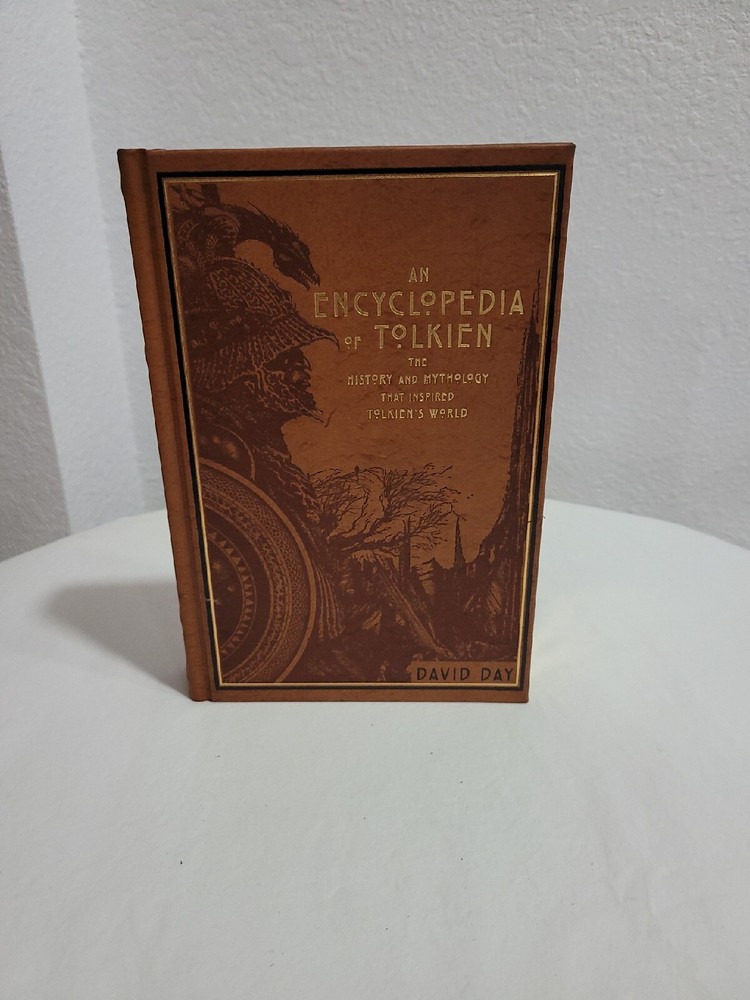 AN
ENCYCLOPEDIA
OF TOLKIEN
THE
HISTORY AND MYTHOLOGY
THAT INSPIRED
TOLKIEN'S WORLD
DAVID DAY